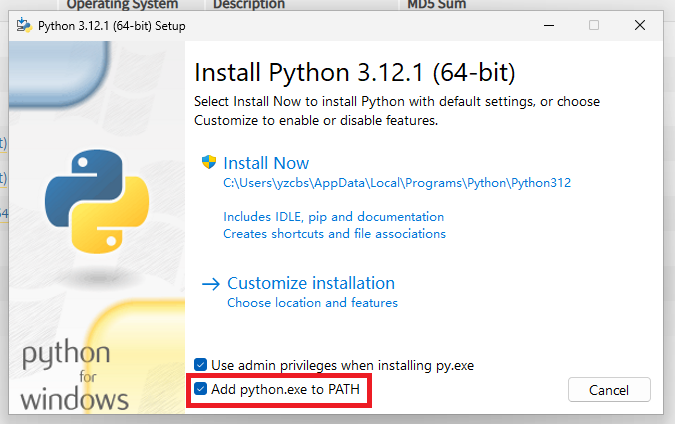 Operating System Description MD5 Sum
Python 3.12.1 (64-bit) Setup
Install Python 3.12.1 (64-bit)
Select Install Now to install Python with default settings, or choose
Customize to enable or disable features.
Install Now
C:\Users\yzcbs\AppData\Local\Programs\Python\Python312
Includes IDLE, pip and documentation
Creates shortcuts and file associations
Customize installation
Choose location and features
Use admin privileges when installing py.exe
Add python.exe to PATH
Cancel
python
for
windows